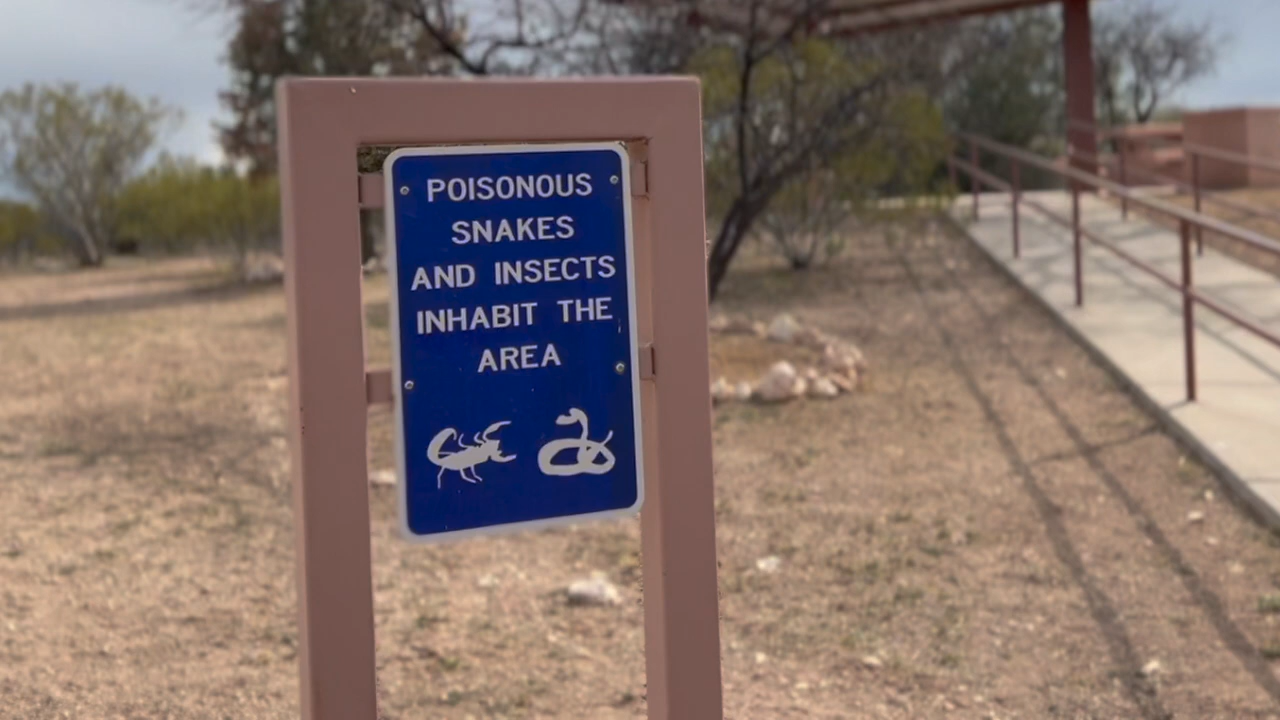 POISONOUS
SNAKES
AND INSECTS
INHABIT THE
AREA